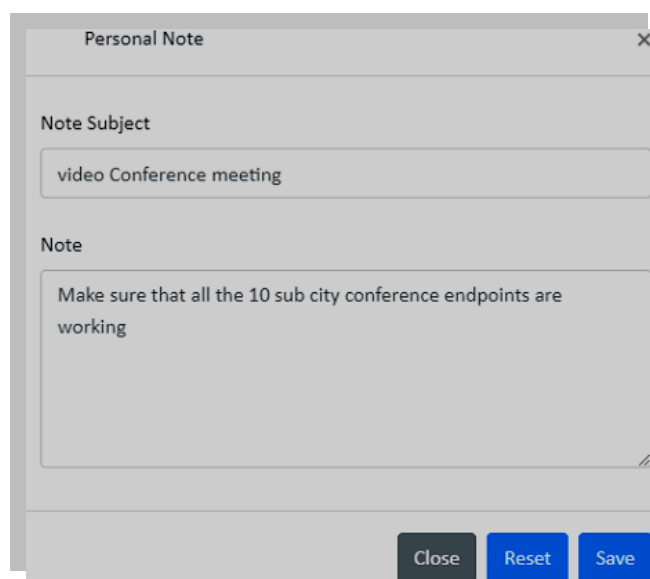 Personal Note ×
Note Subject
video Conference meeting
Note
Make sure that all the 10 sub city conference endpoints are
working
Close Reset Save